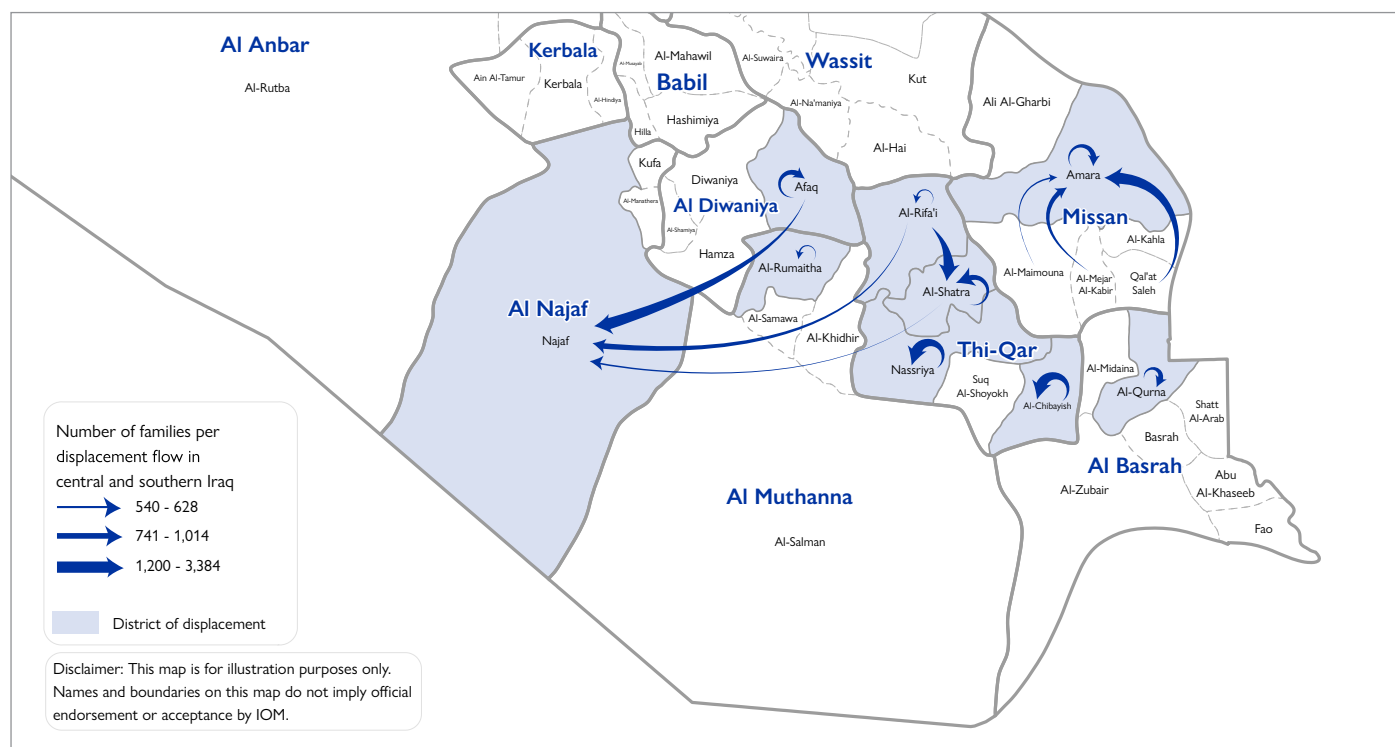 Al Anbar
Al-Rutba
Kerbala
Ain Al-Tamur
Kerbala
Al-Hindiya
Al-Musayab
Al-Mahawil
Babil
Hashimiya
Hilla
Al-Suwaira
Wassit
Kut
Al-Na'maniya
Al-Hai
Ali Al-Gharbi
Kufa
Al-Manathera
Al-Shamiya
Diwaniya
Al Diwaniya
Afaq
Hamza
Al-Rumaitha
Al-Rifa'i
Al-Shatra
Amara
Missan
Al-Kahla
Al-Maimouna
Al-Mejar
Al-Kabir
Qal'at
Saleh
Al Najaf
Najaf
Al-Samawa
Al-Khidhir
Thi-Qar
Nassriya
Suq
Al-Shoyokh
Al-Chibayish
Al-Midaina
Al-Qurna
Shatt
Al-Arab
Basrah
Al Basrah
Al-Zubair
Abu
Al-Khaseeb
Fao
Al Muthanna
Al-Salman
Number of families per
displacement flow in
central and southern Iraq
540 - 628
741 - 1,014
1,200 - 3,384
District of displacement
Disclaimer: This map is for illustration purposes only.
Names and boundaries on this map do not imply official
endorsement or acceptance by IOM.